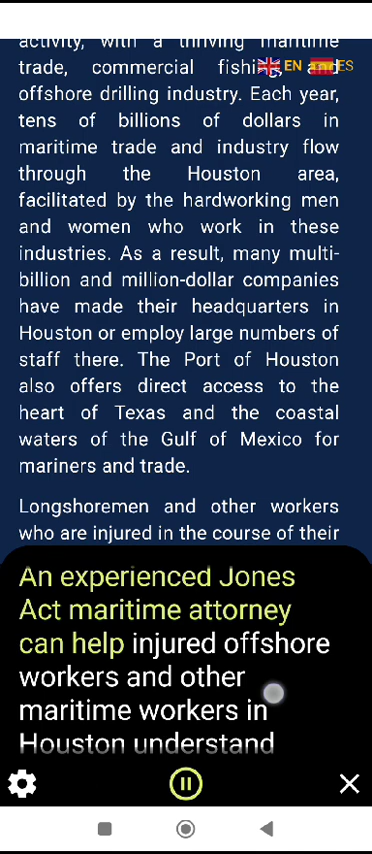 activity, with a thriving maritime
trade, commercial fishing, and
EN ES
offshore drilling industry. Each year,
tens of billions of dollars in
maritime trade and industry flow
through the Houston area,
facilitated by the hardworking men
and women who work in these
industries. As a result, many multi-
billion and million-dollar companies
have made their headquarters in
Houston or employ large numbers of
staff there. The Port of Houston
also offers direct access to the
heart of Texas and the coastal
waters of the Gulf of Mexico for
mariners and trade.
Longshoremen and other workers
who are injured in the course of their
An experienced Jones
Act maritime attorney
can help injured offshore
workers and other
maritime workers in
Houston understand